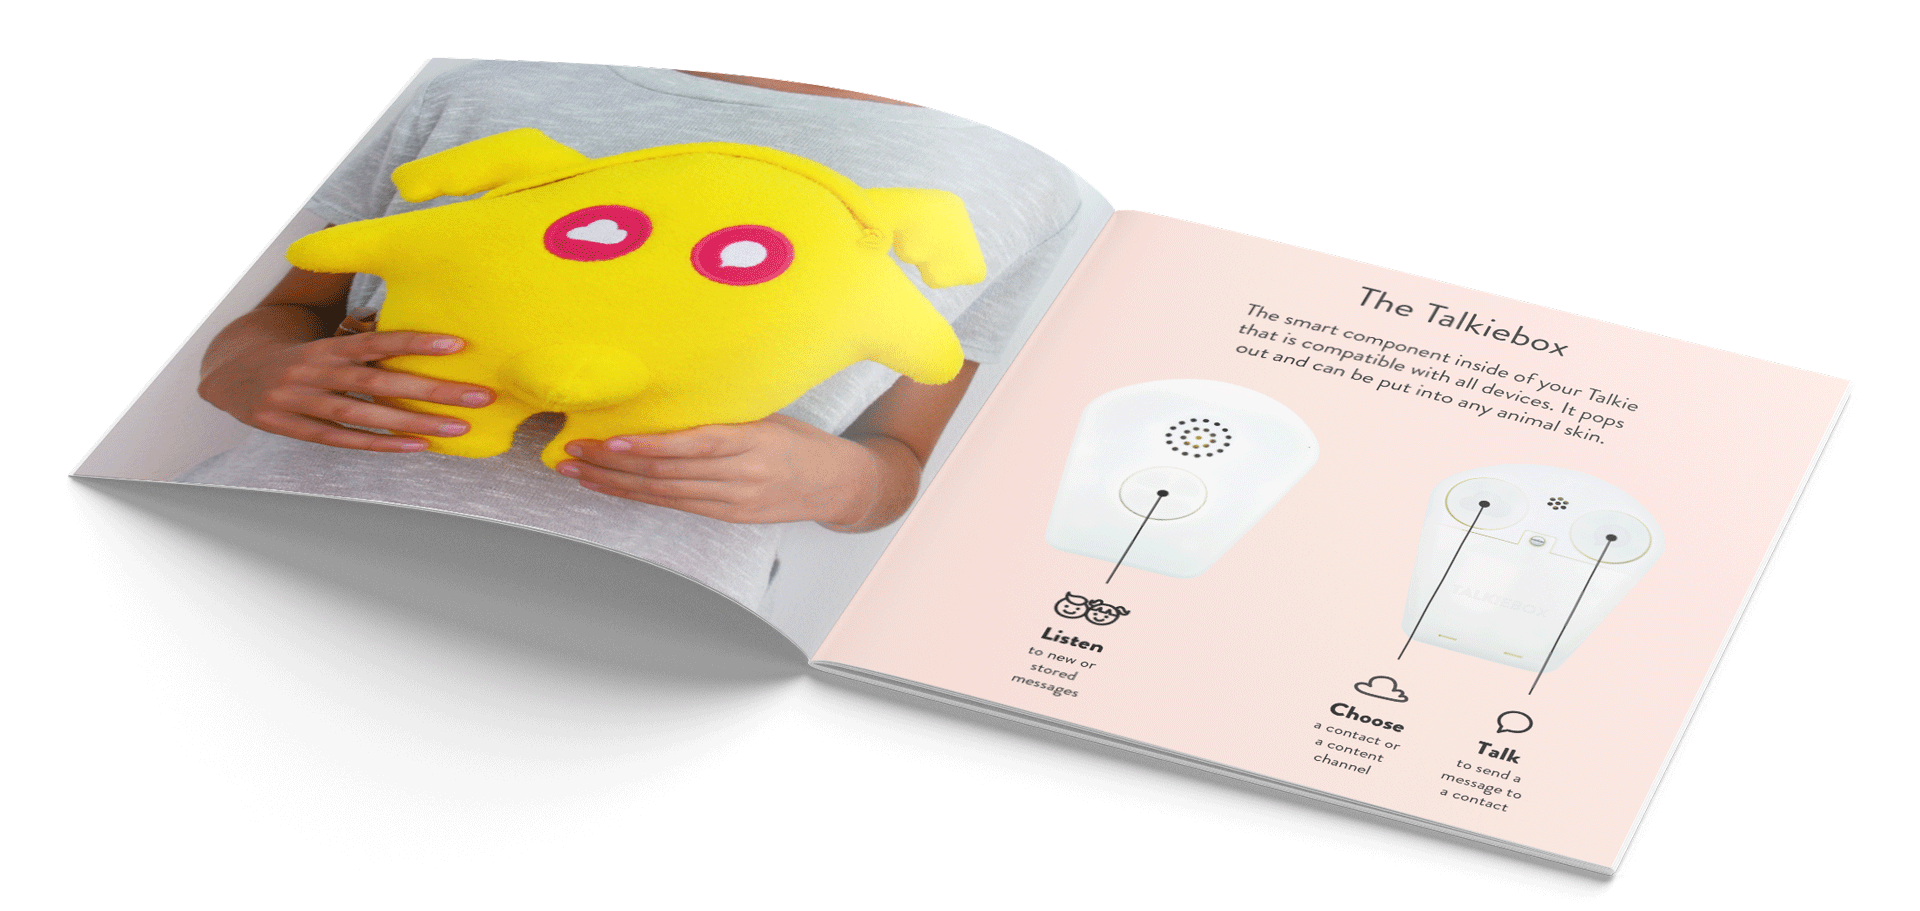 The Talkiebox
The smart component inside of your Talkie
that is compatible with all devices. It pops
out and can be put into any animal skin.
TALKIEBOX
Listen
to new or
stored
messages
Choose
a contact or
a content
channel
Talk
to send a
message to
a contact